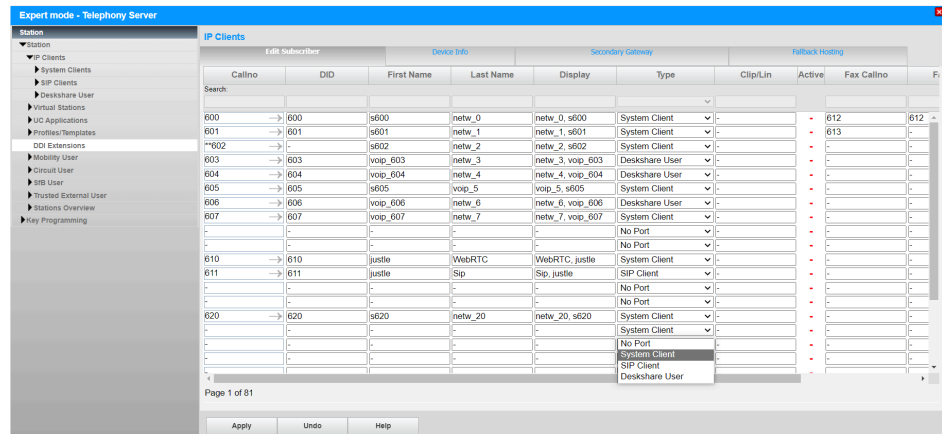 Expert mode - Telephony Server
Station
Station
IP Clients
System Clients
SIP Clients
Deskshare User
Virtual Stations
UC Applications
Profiles/Templates
DDI Extensions
Mobility User
Circuit User
SfB User
Trusted External User
Stations Overview
Key Programming
IP Clients
Edit Subscriber Device Info Secondary Gateway Fallback Hosting
Callno DID First Name Last Name Display Type Clip/Lin Active Fax Callno
Search:
600 600 s600 netw_0 netw_0, s600 System Client - - 612 612
601 601 s601 netw_1 netw_1, s601 System Client - - 613 -
**602 - s602 netw_2 netw_2, s602 System Client - - - -
603 603 voip_603 netw_3 netw_3, voip_603 Deskshare User - - - -
604 604 voip_604 netw_4 netw_4, voip_604 Deskshare User - - - -
605 605 s605 voip_5 voip_5, s605 System Client - - - -
606 606 voip_606 netw_6 netw_6, voip_606 Deskshare User - - - -
607 607 voip_607 netw_7 netw_7, voip_607 System Client - - - -
- - - - - No Port - - - -
- - - - - No Port - - - -
610 610 justle WebRTC WebRTC, justle System Client - - - -
611 611 justle Sip Sip, justle SIP Client - - - -
- - - - - No Port - - - -
- - - - - No Port - - - -
620 620 s620 netw_20 netw_20, s620 System Client - - - -
- - - - - System Client - - - -
- - - - - No Port - - - -
System Client
SIP Client
Deskshare User
Page 1 of 81
Apply Undo Help